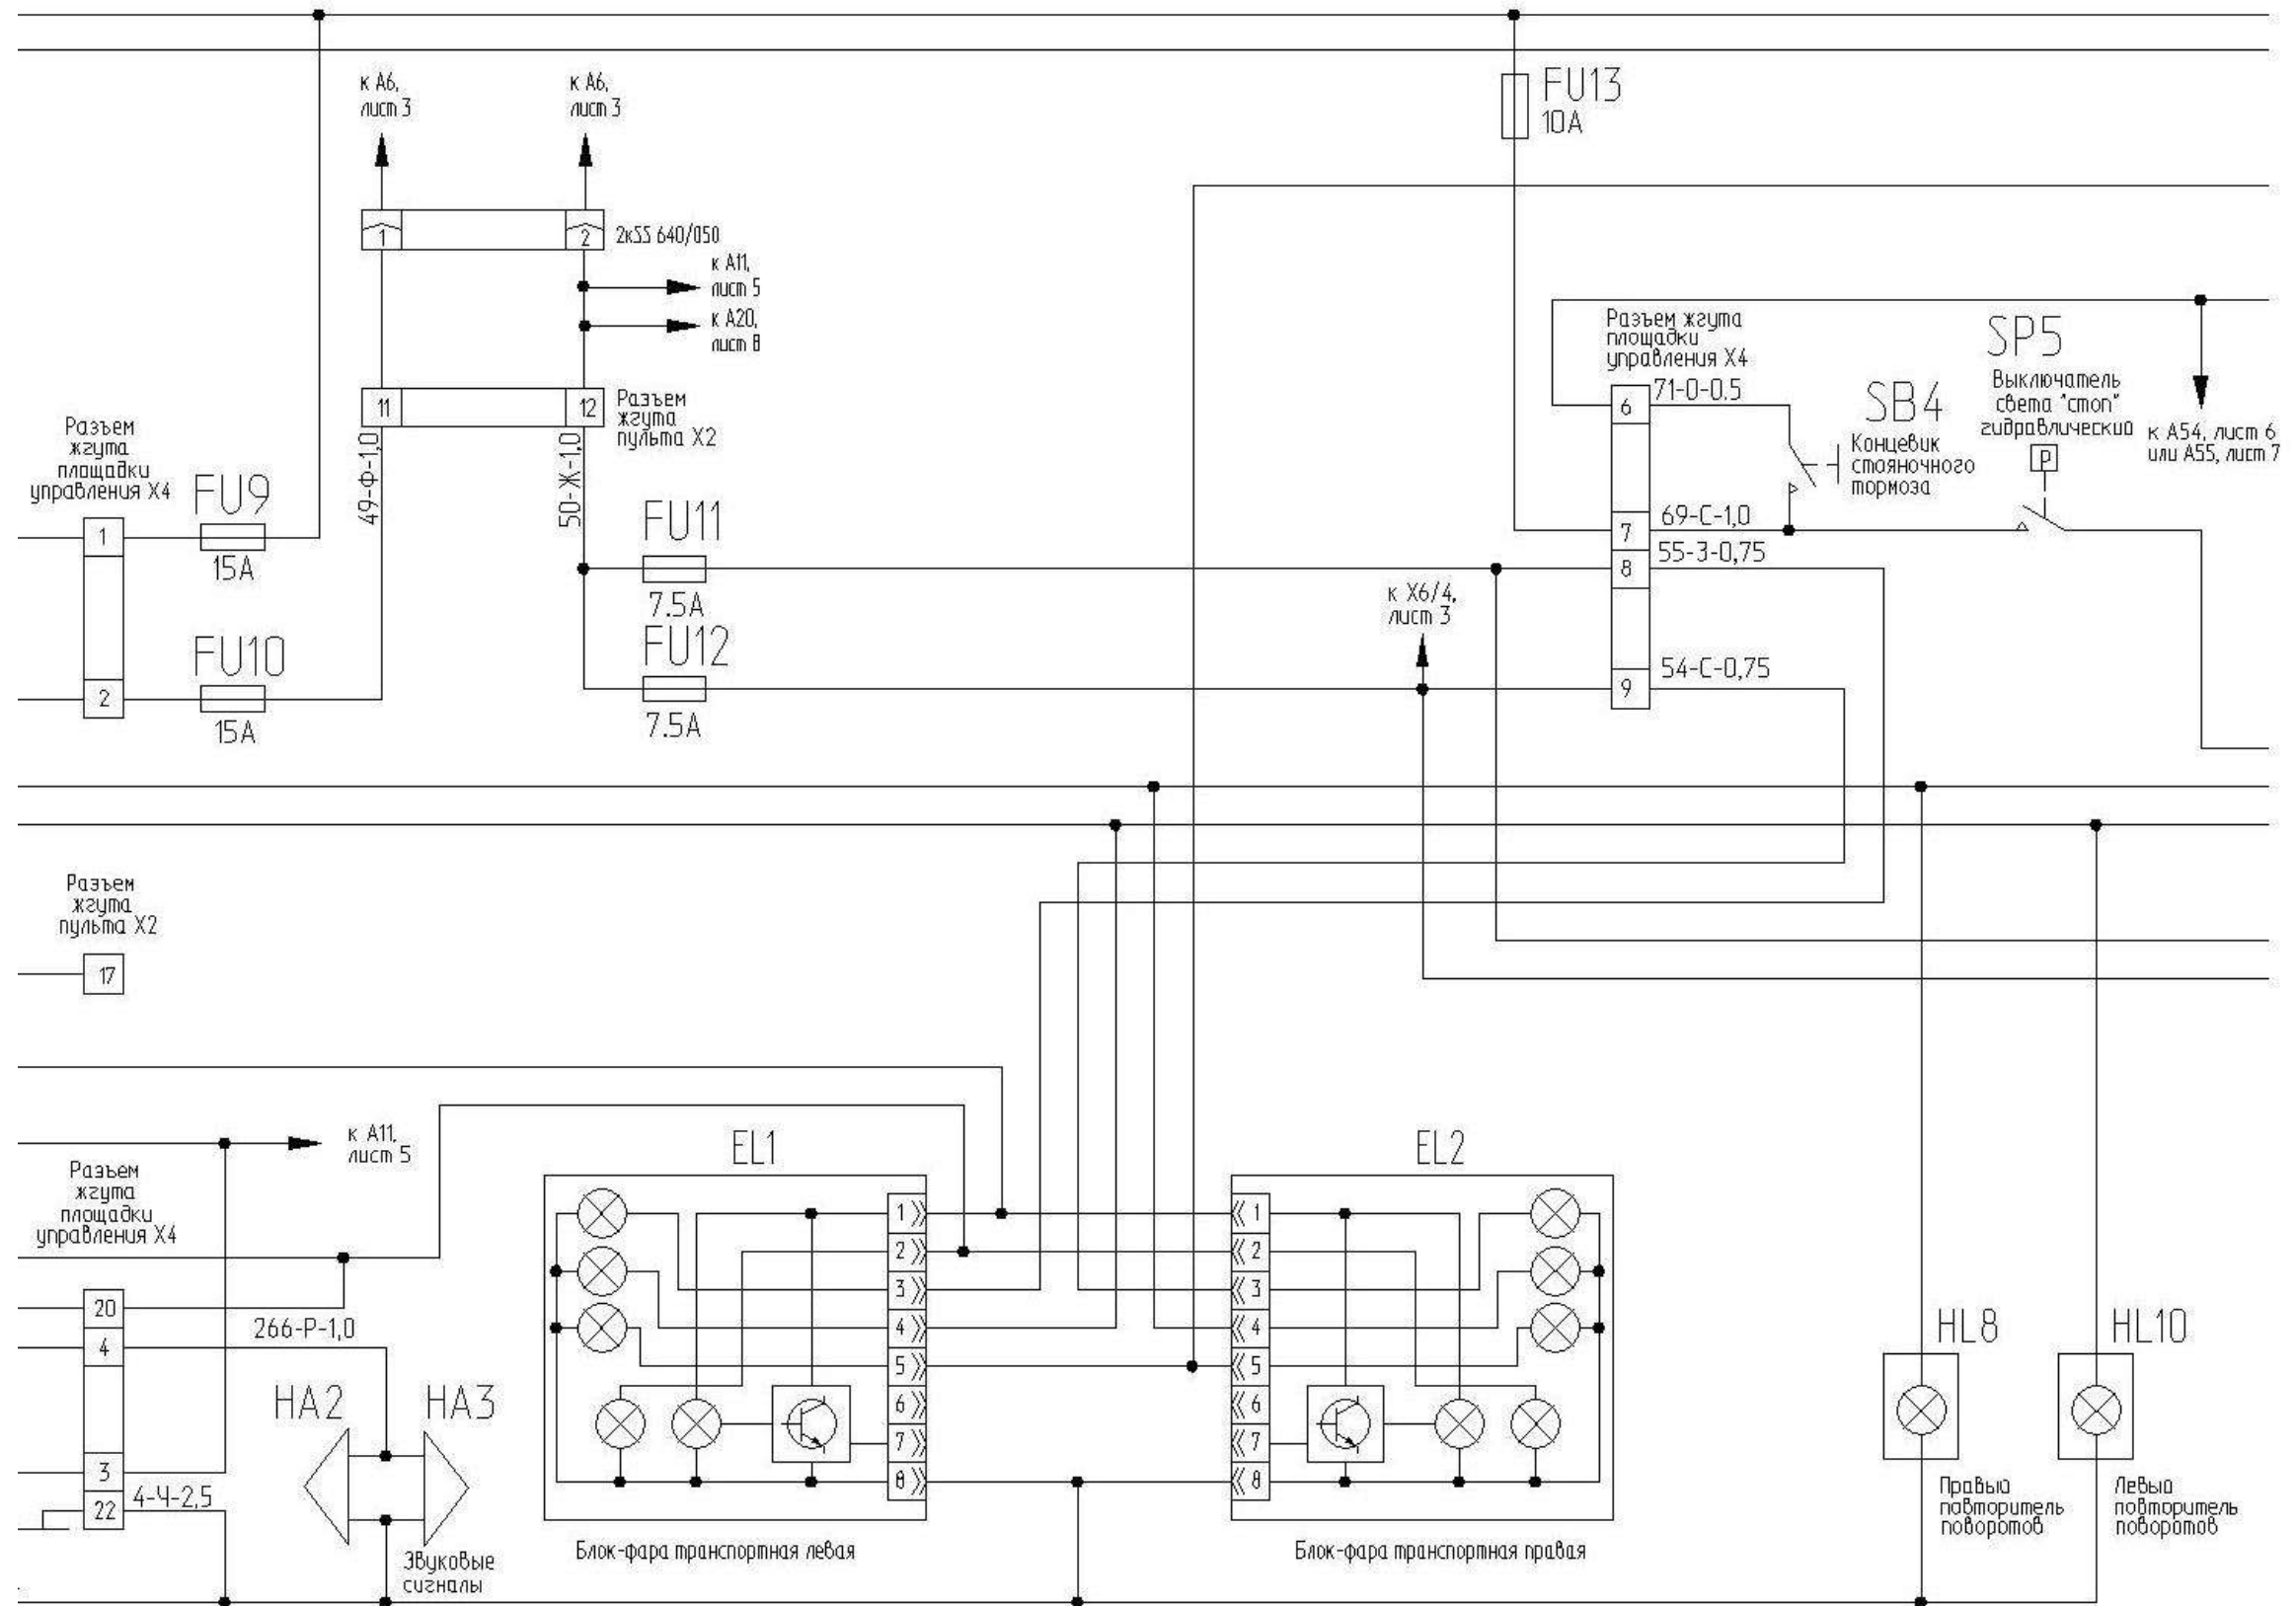 к А6,
лист 3
к А6,
лист 3
FU13
10А
1
2
2к55 640/050
к А11,
лист 5
к А20,
лист 8
11
12
Разъем
жгута
пульта Х2
49-Ф-1,0
50-Ж-1,0
Разъем
жгута
площадки
управления Х4
FU9
1
15А
FU10
2
15А
FU11
7.5А
FU12
7.5А
к Х6/4,
лист 3
Разъем жгута
площадки
управления Х4
6
71-О-0.5
7
69-С-1,0
8
55-З-0,75
9
54-С-0,75
SB4
Концевик
стояночного
тормоза
SP5
Выключатель
света "стоп"
гидравлический
P
к А54, лист 6
или А55, лист 7
Разъем
жгута
пульта Х2
17
к А11,
лист 5
Разъем
жгута
площадки
управления Х4
20
4
266-Р-1,0
3
22
4-Ч-2,5
HA2
HA3
Звуковые
сигналы
EL1
1
2
3
4
5
6
7
8
Блок-фара транспортная левая
EL2
1
2
3
4
5
6
7
8
Блок-фара транспортная правая
HL8
Правый
повторитель
поворотов
HL10
Левый
повторитель
поворотов